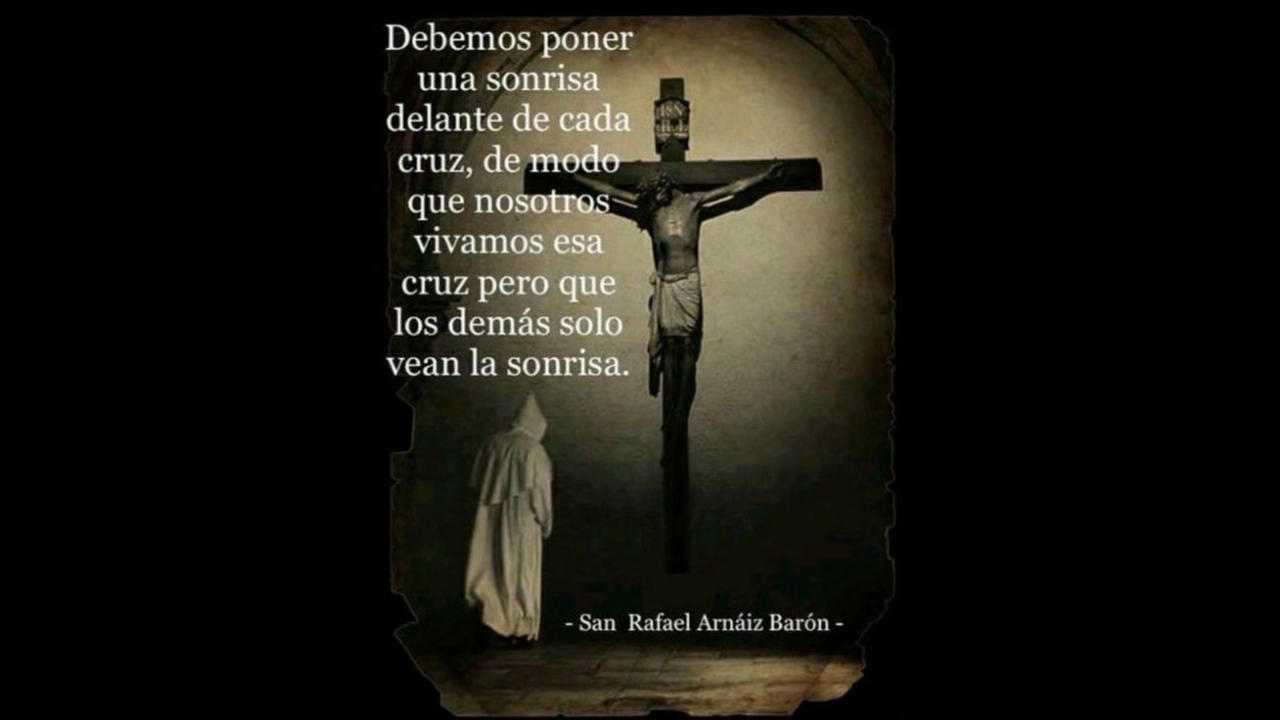 Debemos poner
una sonrisa
delante de cada
cruz, de modo
que nosotros
vivamos esa
cruz pero que
los demás solo
vean la sonrisa.
- San Rafael Arnáiz Barón -